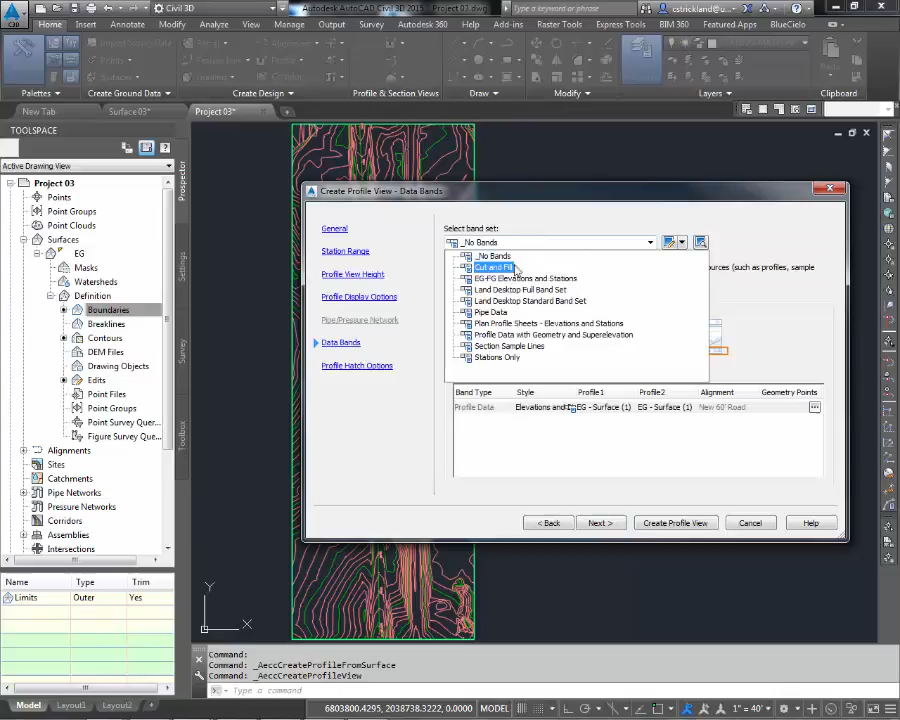 C3D Civil 3D Autodesk AutoCAD Civil 3D 2015 Project 03.dwg Type a keyword or phrase cstrickland@u...
Home Insert Annotate Modify Analyze View Manage Output Survey Autodesk 360 Help Add-ins Raster Tools Express Tools BIM 360 Featured Apps BlueCielo
Palettes Create Ground Data Create Design Profile & Section Views Draw Modify Layers Clipboard
Paste
New Tab Surface 03* Project 03*
TOOLSPACE
Active Drawing View
Project 03
Points
Point Groups
Point Clouds
Surfaces
EG
Masks
Watersheds
Definition
Boundaries
Breaklines
Contours
DEM Files
Drawing Objects
Edits
Point Files
Point Groups
Point Survey Quer...
Figure Survey Que...
Alignments
Sites
Catchments
Pipe Networks
Pressure Networks
Corridors
Assemblies
Intersections
Prospector
Settings
Survey
Toolbox
Name Type Trim
Limits Outer Yes
Create Profile View - Data Bands
General
Station Range
Profile View Height
Profile Display Options
Pipe/Pressure Network
Data Bands
Profile Hatch Options
Select band set:
_No Bands
_No Bands
Cut and Fill
EG-FG Elevations and Stations
Land Desktop Full Band Set
Land Desktop Standard Band Set
Pipe Data
Plan Profile Sheets - Elevations and Stations
Profile Data with Geometry and Superelevation
Section Sample Lines
Stations Only
ources (such as profiles, sample
Band Type Style Profile1 Profile2 Alignment Geometry Points
Profile Data Elevations and EG - Surface (1) EG - Surface (1) New 60' Road
< Back Next > Create Profile View Cancel Help
Y
X
Command:
Command: _AeccCreateProfileFromSurface
Command: _AeccCreateProfileView
Type a command
Model Layout1 Layout2 +
6803800.4295, 2038738.3222, 0.0000 MODEL 1" = 40'